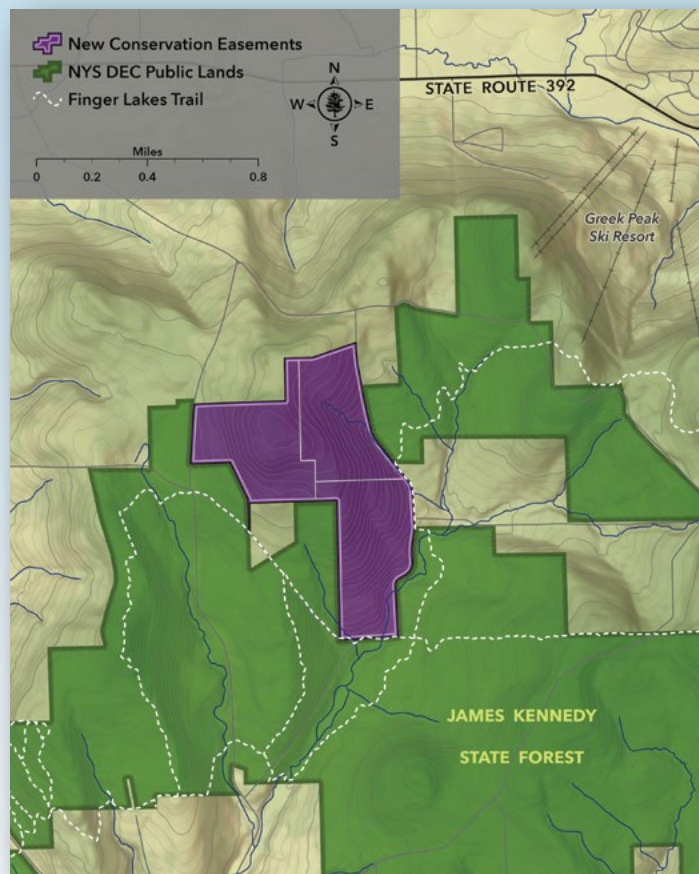 New Conservation Easements
NYS DEC Public Lands
Finger Lakes Trail
N
W E
S
Miles
0 0.2 0.4 0.8
STATE ROUTE 392
Greek Peak
Ski Resort
JAMES KENNEDY
STATE FOREST